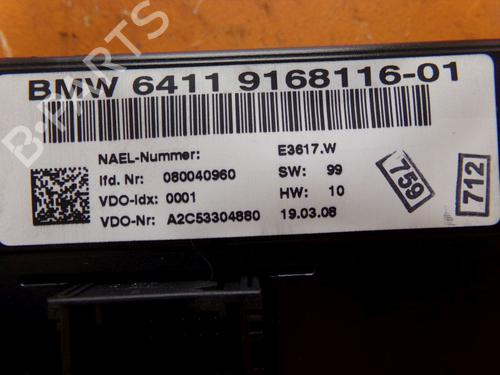 BMW 6411 9168116-01
NAEL-Nummer: E3617.W
lfd. Nr: 080040960 SW: 99
VDO-Idx: 0001 HW: 10
VDO-Nr: A2C53304880 19.03.08
759
712
B-PARTS